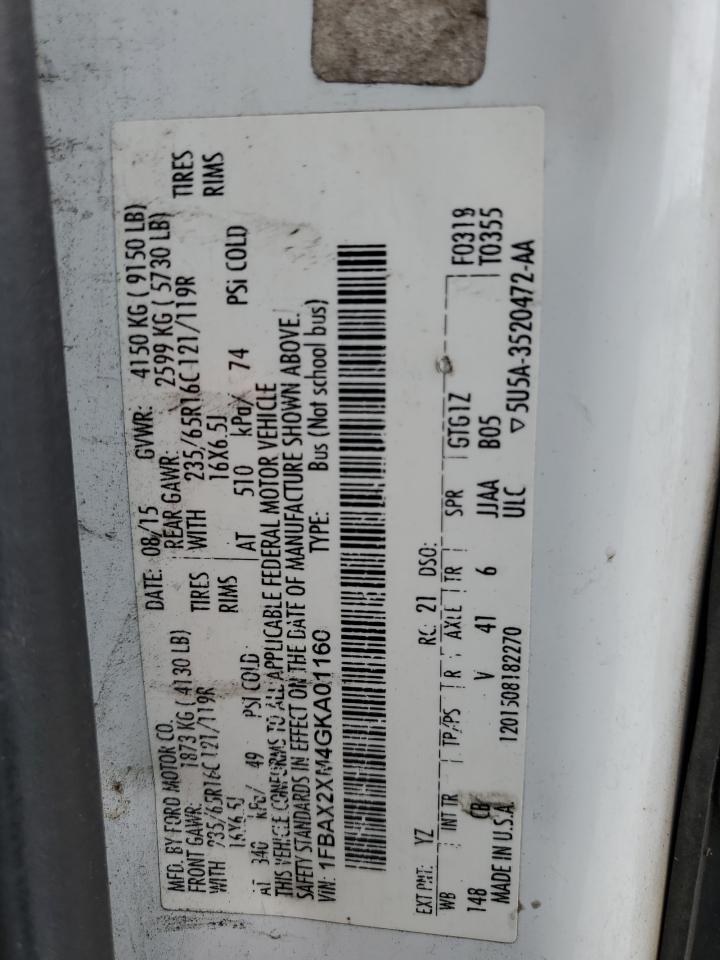 MFD. BY FORD MOTOR CO. DATE: 08/15 GVWR: 4150 KG ( 9150 LB)
FRONT GAWR: 1873 KG ( 4130 LB) REAR GAWR: 2599 KG ( 5730 LB)
WITH 235/65R16C 121/119R TIRES WITH 235/65R16C 121/119R TIRES
16X6.5J RIMS 16X6.5J RIMS
AT 340 kPa/ 49 PSI COLD AT 510 kPa/ 74 PSi COLD
THIS VEHICLE CONFORMS TO ALL APPLICABLE FEDERAL MOTOR VEHICLE
SAFETY STANDARDS IN EFFECT ON THE DATE OF MANUFACTURE SHOWN ABOVE.
VIN: 1FBAX2XM4GKA01160 TYPE: Bus (Not school bus)
EXT PNT: YZ RC: 21 DSO: F0319
WB INT TR TP/PS R AXLE TR SPR GTG1Z T0355
148 CB V 41 6 JJAA B05
MADE IN U.S.A. 1201508182270 ULC ▽5U5A-3520472-AA